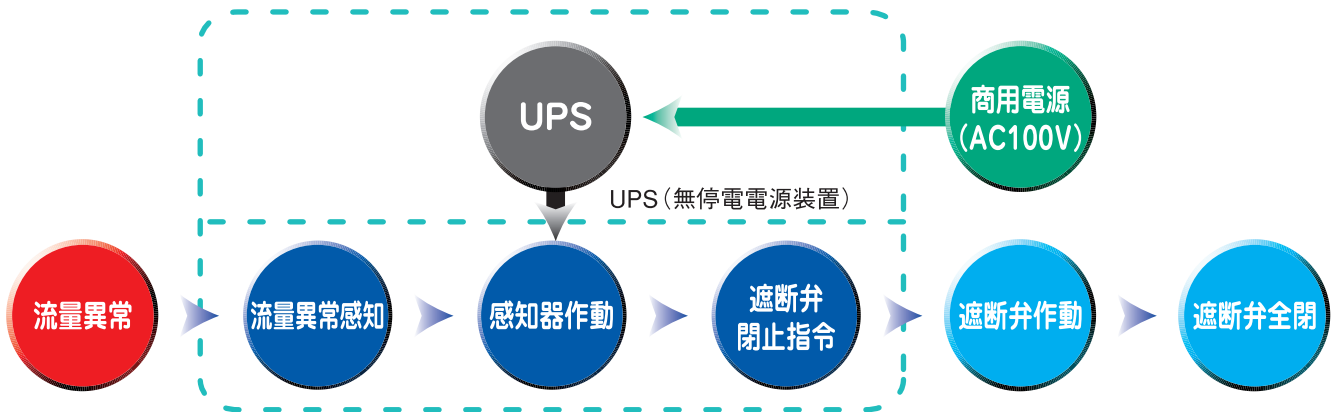 UPS
商用電源
(AC100V)
UPS(無停電電源装置)
流量異常
流量異常感知
感知器作動
遮断弁
閉止指令
遮断弁作動
遮断弁全閉